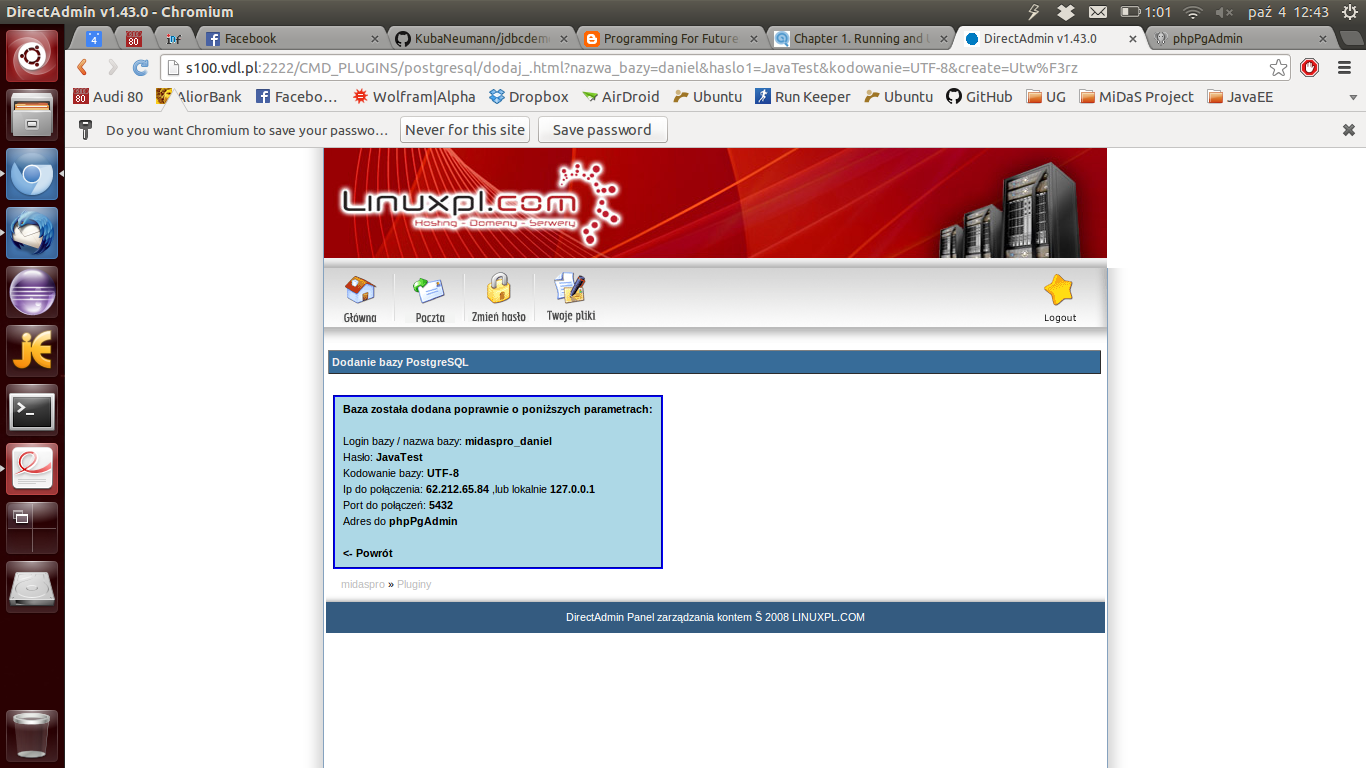 DirectAdmin v1.43.0 - Chromium
1:01
paź 4 12:43
4
80
Facebook
KubaNeumann/jdbcdem
Programming For Future
Chapter 1. Running and
DirectAdmin v1.43.0
phpPgAdmin
s100.vdl.pl:2222/CMD_PLUGINS/postgresql/dodaj_.html?nazwa_bazy=daniel&haslo1=JavaTest&kodowanie=UTF-8&create=Utw%F3rz
80 Audi 80
AliorBank
Facebo…
Wolfram|Alpha
Dropbox
AirDroid
Ubuntu
Run Keeper
Ubuntu
GitHub
UG
MiDaS Project
JavaEE
Do you want Chromium to save your passwo…
Never for this site
Save password
Linuxpl.com
Hosting - Domeny - Serwery
Główna
Poczta
Zmień hasło
Twoje pliki
Logout
Dodanie bazy PostgreSQL
Baza została dodana poprawnie o poniższych parametrach:
Login bazy / nazwa bazy: midaspro_daniel
Hasło: JavaTest
Kodowanie bazy: UTF-8
Ip do połączenia: 62.212.65.84 ,lub lokalnie 127.0.0.1
Port do połączeń: 5432
Adres do phpPgAdmin
<- Powrót
midaspro » Pluginy
DirectAdmin Panel zarządzania kontem Š 2008 LINUXPL.COM